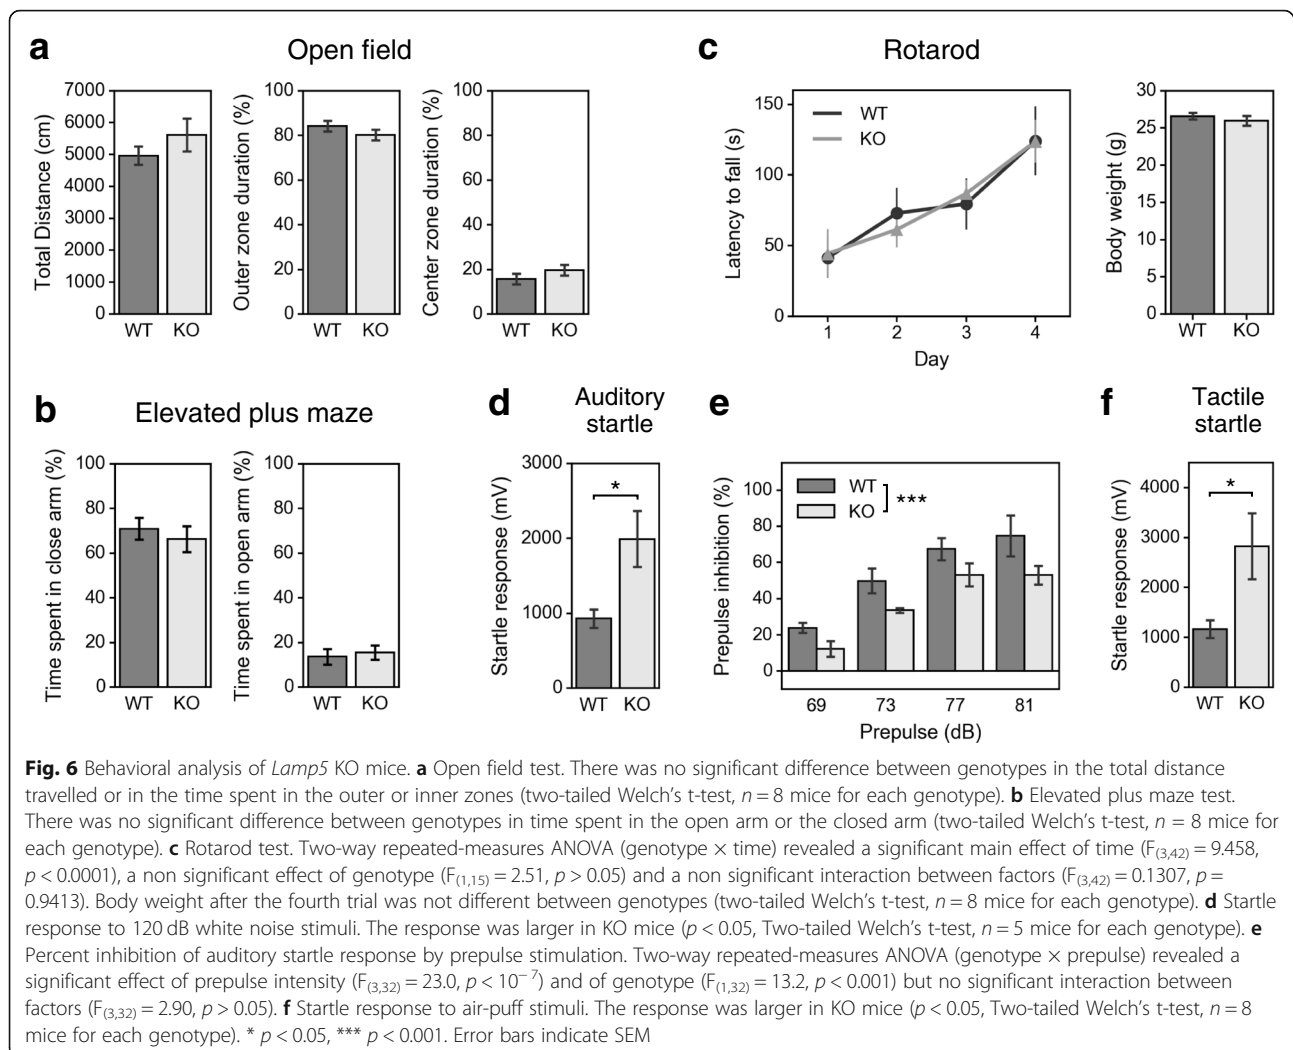 a
Open field
Total Distance (cm)
7000
6000
5000
4000
3000
2000
1000
0
WT KO
Outer zone duration (%)
100
80
60
40
20
0
WT KO
Center zone duration (%)
100
80
60
40
20
0
WT KO
c
Rotarod
Latency to fall (s)
150
100
50
0
WT
KO
1 2 3 4
Day
Body weight (g)
30
25
20
15
10
5
0
WT KO
b
Elevated plus maze
Time spent in close arm (%)
100
80
60
40
20
0
WT KO
Time spent in open arm (%)
100
80
60
40
20
0
WT KO
d
Auditory
startle
Startle response (mV)
3000
2000
1000
0
*
WT KO
e
Prepulse inhibition (%)
100
80
60
40
20
0
WT
KO
***
69 73 77 81
Prepulse (dB)
f
Tactile
startle
Startle response (mV)
4000
3000
2000
1000
0
*
WT KO
Fig. 6 Behavioral analysis of Lamp5 KO mice. a Open field test. There was no significant difference between genotypes in the total distance
travelled or in the time spent in the outer or inner zones (two-tailed Welch's t-test, n = 8 mice for each genotype). b Elevated plus maze test.
There was no significant difference between genotypes in time spent in the open arm or the closed arm (two-tailed Welch's t-test, n = 8 mice for
each genotype). c Rotarod test. Two-way repeated-measures ANOVA (genotype × time) revealed a significant main effect of time (F(3,42) = 9.458,
p < 0.0001), a non significant effect of genotype (F(1,15) = 2.51, p > 0.05) and a non significant interaction between factors (F(3,42) = 0.1307, p =
0.9413). Body weight after the fourth trial was not different between genotypes (two-tailed Welch's t-test, n = 8 mice for each genotype). d Startle
response to 120 dB white noise stimuli. The response was larger in KO mice (p < 0.05, Two-tailed Welch's t-test, n = 5 mice for each genotype). e
Percent inhibition of auditory startle response by prepulse stimulation. Two-way repeated-measures ANOVA (genotype × prepulse) revealed a
significant effect of prepulse intensity (F(3,32) = 23.0, p < 10⁻⁷) and of genotype (F(1,32) = 13.2, p < 0.001) but no significant interaction between
factors (F(3,32) = 2.90, p > 0.05). f Startle response to air-puff stimuli. The response was larger in KO mice (p < 0.05, Two-tailed Welch's t-test, n = 8
mice for each genotype). * p < 0.05, *** p < 0.001. Error bars indicate SEM